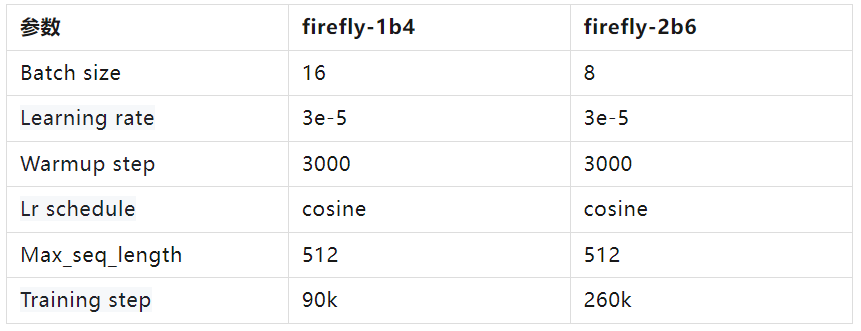 参数 firefly-1b4 firefly-2b6
Batch size 16 8
Learning rate 3e-5 3e-5
Warmup step 3000 3000
Lr schedule cosine cosine
Max_seq_length 512 512
Training step 90k 260k